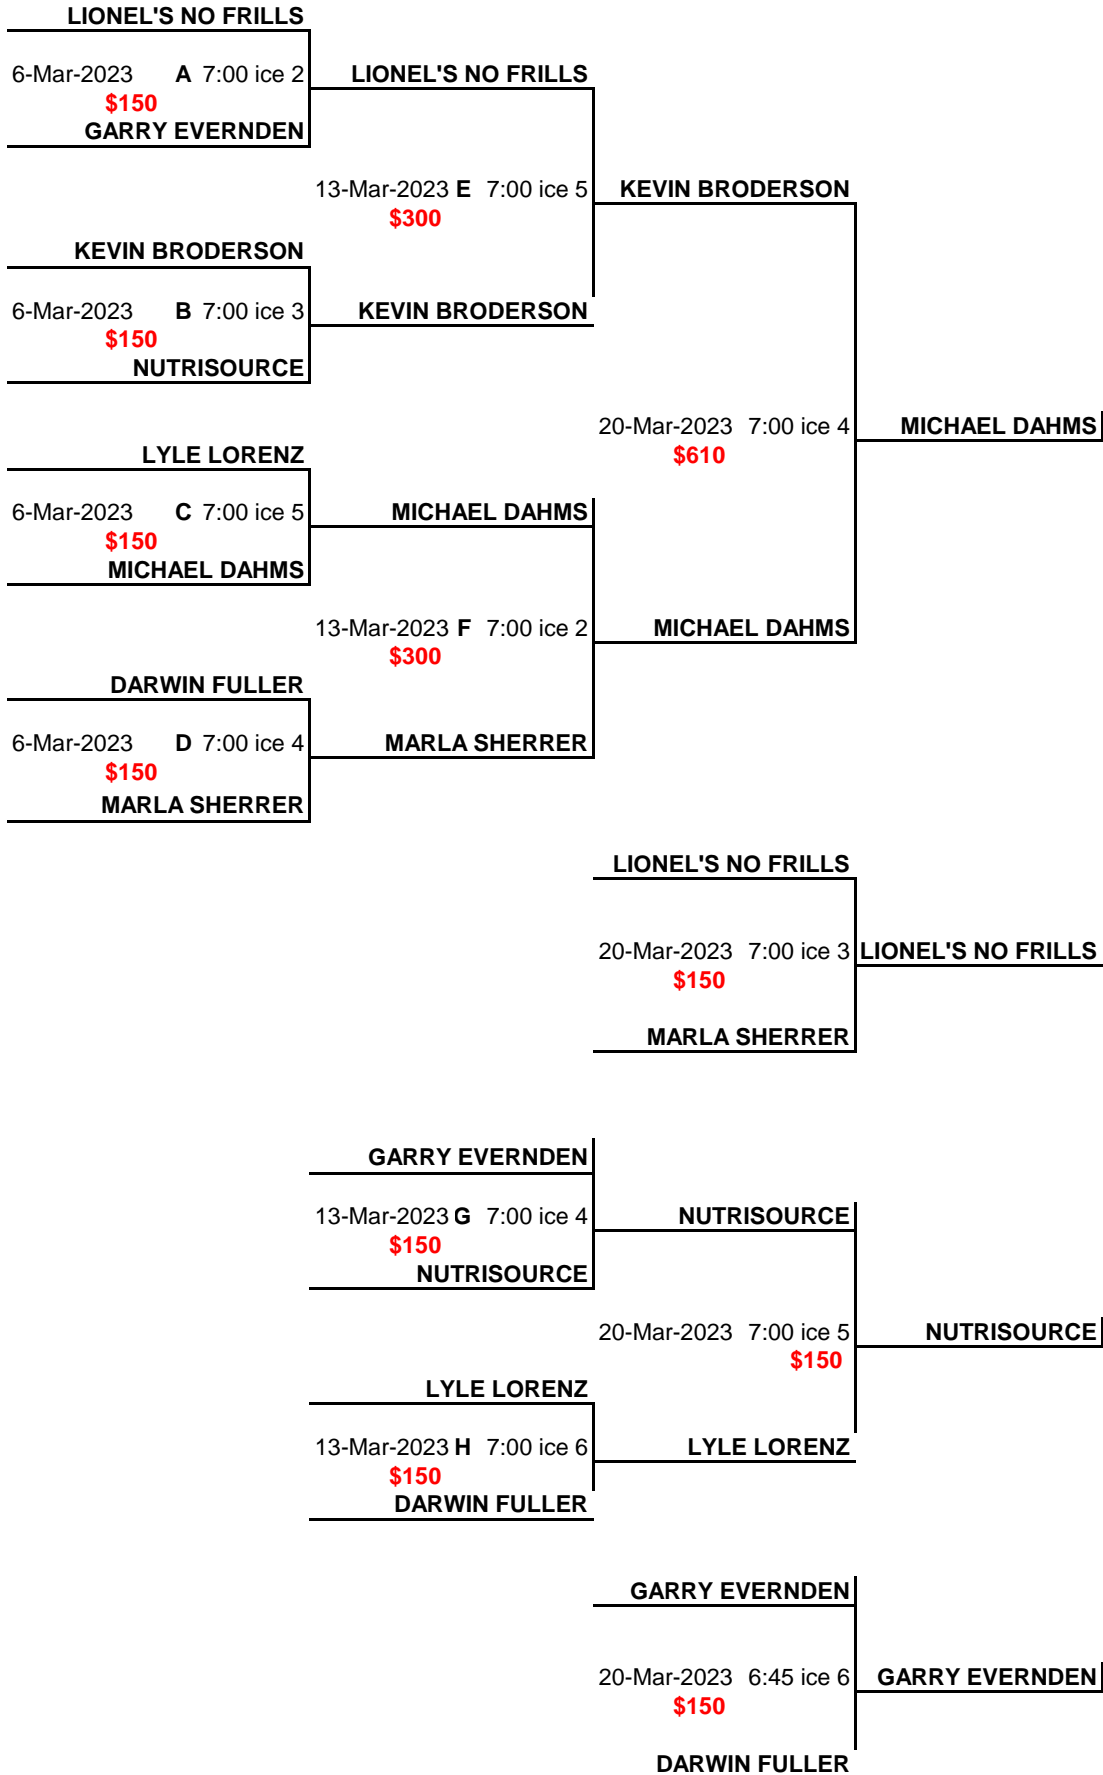 LIONEL'S NO FRILLS
6-Mar-2023 A 7:00 ice 2 LIONEL'S NO FRILLS
$150
GARRY EVERNDEN
13-Mar-2023 E 7:00 ice 5 KEVIN BRODERSON
$300
KEVIN BRODERSON
6-Mar-2023 B 7:00 ice 3 KEVIN BRODERSON
$150
NUTRISOURCE
20-Mar-2023 7:00 ice 4 MICHAEL DAHMS
LYLE LORENZ $610
6-Mar-2023 C 7:00 ice 5 MICHAEL DAHMS
$150
MICHAEL DAHMS
13-Mar-2023 F 7:00 ice 2 MICHAEL DAHMS
$300
DARWIN FULLER
6-Mar-2023 D 7:00 ice 4 MARLA SHERRER
$150
MARLA SHERRER
LIONEL'S NO FRILLS
20-Mar-2023 7:00 ice 3 LIONEL'S NO FRILLS
$150
MARLA SHERRER
GARRY EVERNDEN
13-Mar-2023 G 7:00 ice 4 NUTRISOURCE
$150
NUTRISOURCE
20-Mar-2023 7:00 ice 5 NUTRISOURCE
$150
LYLE LORENZ
13-Mar-2023 H 7:00 ice 6 LYLE LORENZ
$150
DARWIN FULLER
GARRY EVERNDEN
20-Mar-2023 6:45 ice 6 GARRY EVERNDEN
$150
DARWIN FULLER